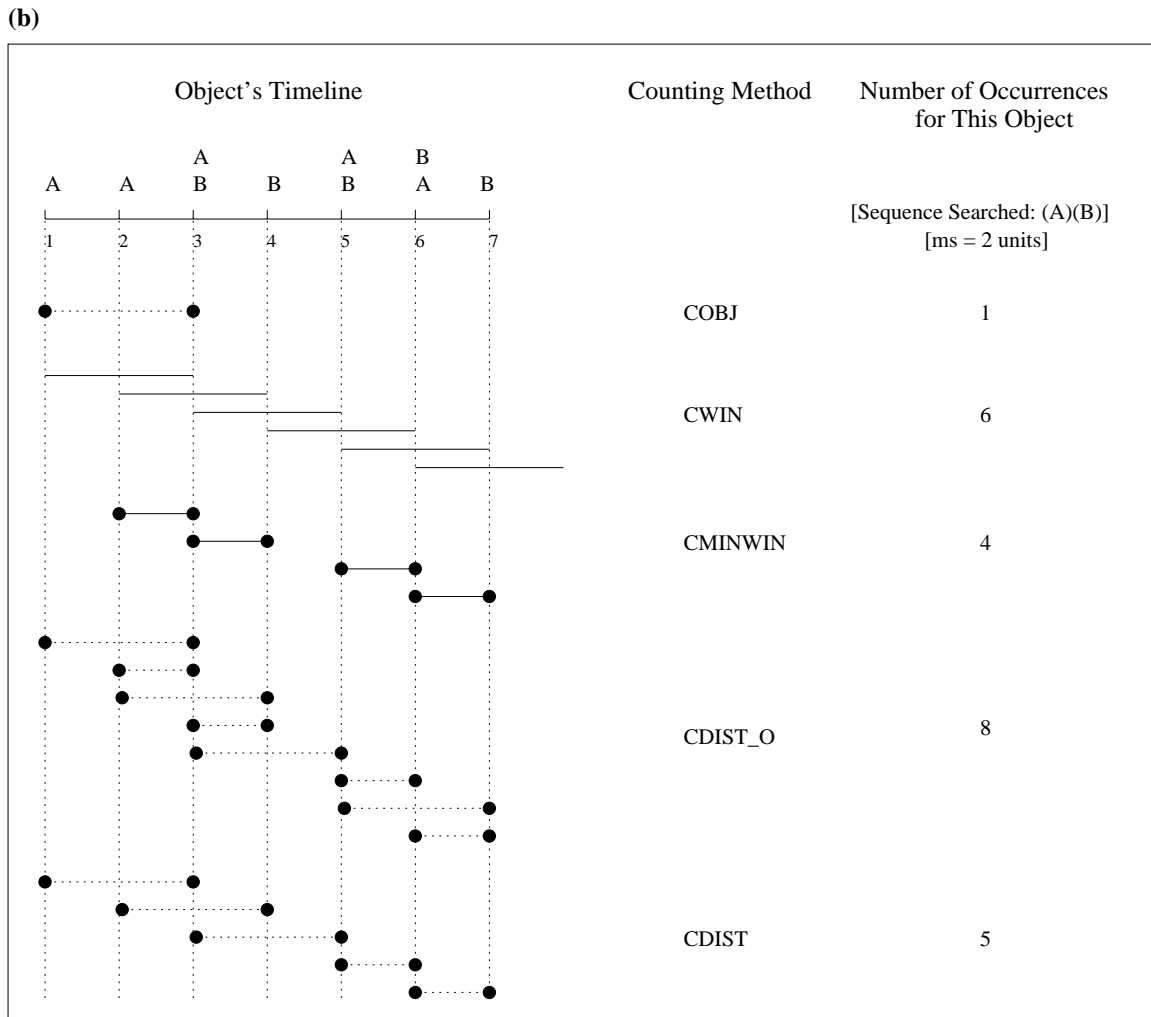 (b)
Object's Timeline Counting Method Number of Occurrences
for This Object
A A B
A A B B B A B
[Sequence Searched: (A)(B)]
1 2 3 4 5 6 7
[ms = 2 units]
COBJ 1
CWIN 6
CMINWIN 4
CDIST_O 8
CDIST 5